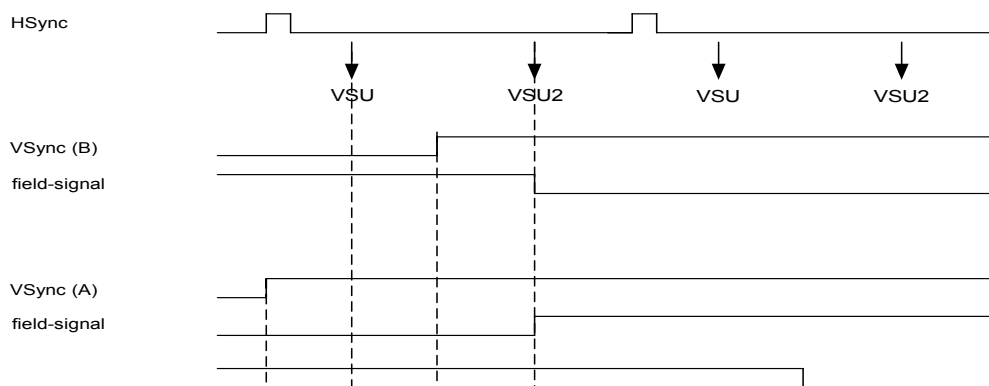 HSync
VSU VSU2 VSU VSU2
VSync (B)
field-signal
VSync (A)
field-signal